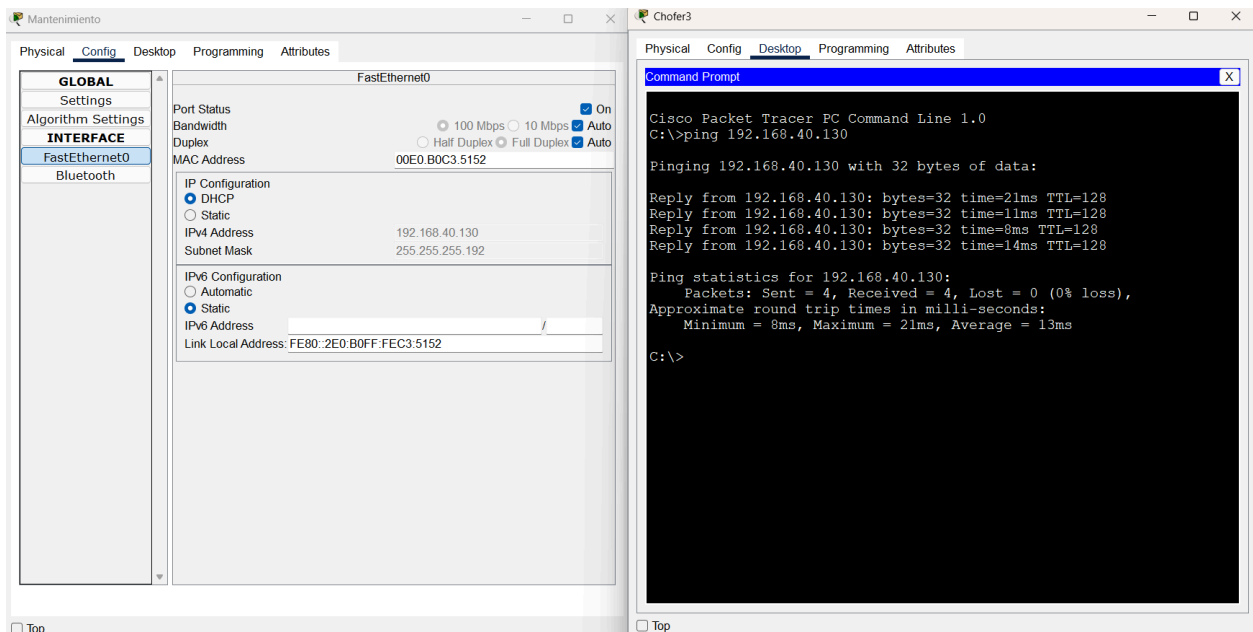 Mantenimiento
Physical Config Desktop Programming Attributes
GLOBAL
Settings
Algorithm Settings
INTERFACE
FastEthernet0
Bluetooth
FastEthernet0
Port Status On
Bandwidth 100 Mbps 10 Mbps Auto
Duplex Half Duplex Full Duplex Auto
MAC Address 00E0.B0C3.5152
IP Configuration
DHCP
Static
IPv4 Address 192.168.40.130
Subnet Mask 255.255.255.192
IPv6 Configuration
Automatic
Static
IPv6 Address /
Link Local Address: FE80::2E0:B0FF:FEC3:5152
Top
Chofer3
Physical Config Desktop Programming Attributes
Command Prompt X
Cisco Packet Tracer PC Command Line 1.0
C:\>ping 192.168.40.130
Pinging 192.168.40.130 with 32 bytes of data:
Reply from 192.168.40.130: bytes=32 time=21ms TTL=128
Reply from 192.168.40.130: bytes=32 time=11ms TTL=128
Reply from 192.168.40.130: bytes=32 time=8ms TTL=128
Reply from 192.168.40.130: bytes=32 time=14ms TTL=128
Ping statistics for 192.168.40.130:
Packets: Sent = 4, Received = 4, Lost = 0 (0% loss),
Approximate round trip times in milli-seconds:
Minimum = 8ms, Maximum = 21ms, Average = 13ms
C:\>
Top